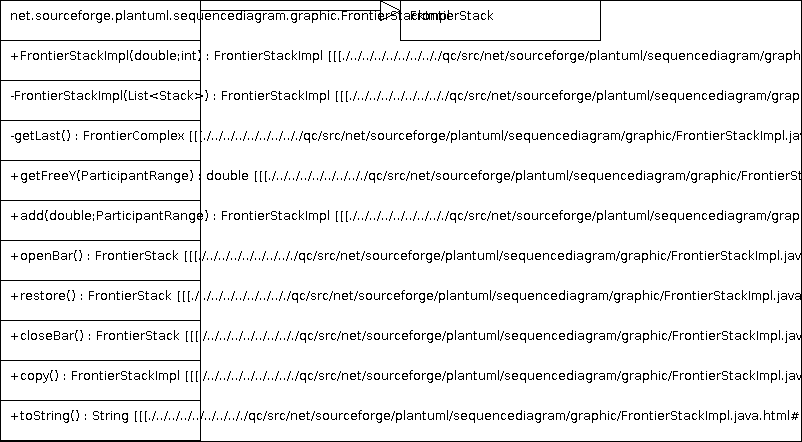 net.sourceforge.plantuml.sequencediagram.graphic.FrontierStackImpl
FrontierStack
+FrontierStackImpl(double;int) : FrontierStackImpl [[[./../../../../../../../../qc/src/net/sourceforge/plantuml/sequencediagram/graph
-FrontierStackImpl(List<Stack>) : FrontierStackImpl [[[./../../../../../../../../qc/src/net/sourceforge/plantuml/sequencediagram/grap
-getLast() : FrontierComplex [[[./../../../../../../../../qc/src/net/sourceforge/plantuml/sequencediagram/graphic/FrontierStackImpl.jav
+getFreeY(ParticipantRange) : double [[[./../../../../../../../../qc/src/net/sourceforge/plantuml/sequencediagram/graphic/FrontierSt
+add(double;ParticipantRange) : FrontierStackImpl [[[./../../../../../../../../qc/src/net/sourceforge/plantuml/sequencediagram/grap
+openBar() : FrontierStack [[[./../../../../../../../../qc/src/net/sourceforge/plantuml/sequencediagram/graphic/FrontierStackImpl.jav
+restore() : FrontierStack [[[./../../../../../../../../qc/src/net/sourceforge/plantuml/sequencediagram/graphic/FrontierStackImpl.java
+closeBar() : FrontierStack [[[./../../../../../../../../qc/src/net/sourceforge/plantuml/sequencediagram/graphic/FrontierStackImpl.jav
+copy() : FrontierStackImpl [[[./../../../../../../../../qc/src/net/sourceforge/plantuml/sequencediagram/graphic/FrontierStackImpl.jav
+toString() : String [[[./../../../../../../../../qc/src/net/sourceforge/plantuml/sequencediagram/graphic/FrontierStackImpl.java.html#